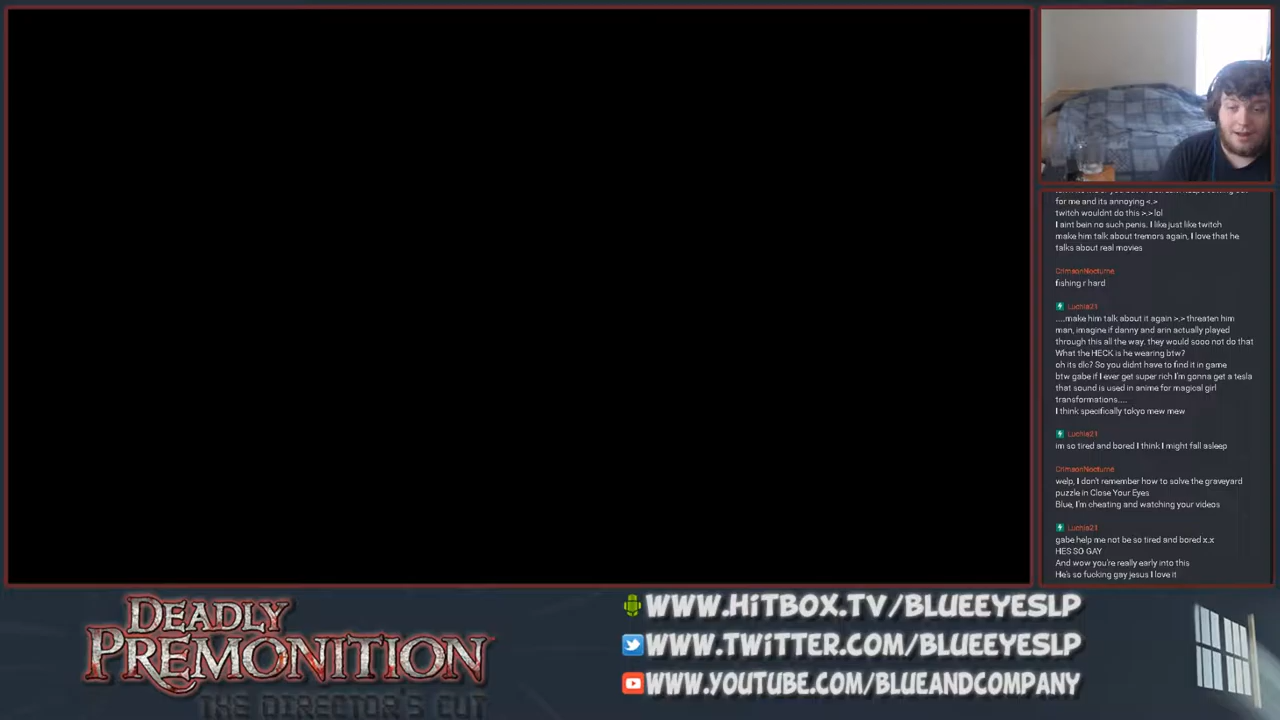 for me and its annoying <.>
twitch wouldnt do this >.> lol
I aint bein no such penis. I like just like twitch
make him talk about tremors again, I love that he
talks about real movies
CrimsonNocturne
fishing r hard
Luchia21
....make him talk about it again >.> threaten him
man, imagine if danny and arin actually played
through this all the way. they would sooo not do that
What the HECK is he wearing btw?
oh its dlc? So you didnt have to find it in game
btw gabe if I ever get super rich I'm gonna get a tesla
that sound is used in anime for magical girl
transformations....
I think specifically tokyo mew mew
Luchia21
im so tired and bored I think I might fall asleep
CrimsonNocturne
welp, I don't remember how to solve the graveyard
puzzle in Close Your Eyes
Blue, I'm cheating and watching your videos
Luchia21
gabe help me not be so tired and bored x.x
HES SO GAY
And wow you're really early into this
He's so fucking gay jesus I love it
DEADLY
PREMONITION
THE DIRECTOR'S CUT
WWW.HITBOX.TV/BLUEEYESLP
WWW.TWITTER.COM/BLUEEYESLP
WWW.YOUTUBE.COM/BLUEANDCOMPANY